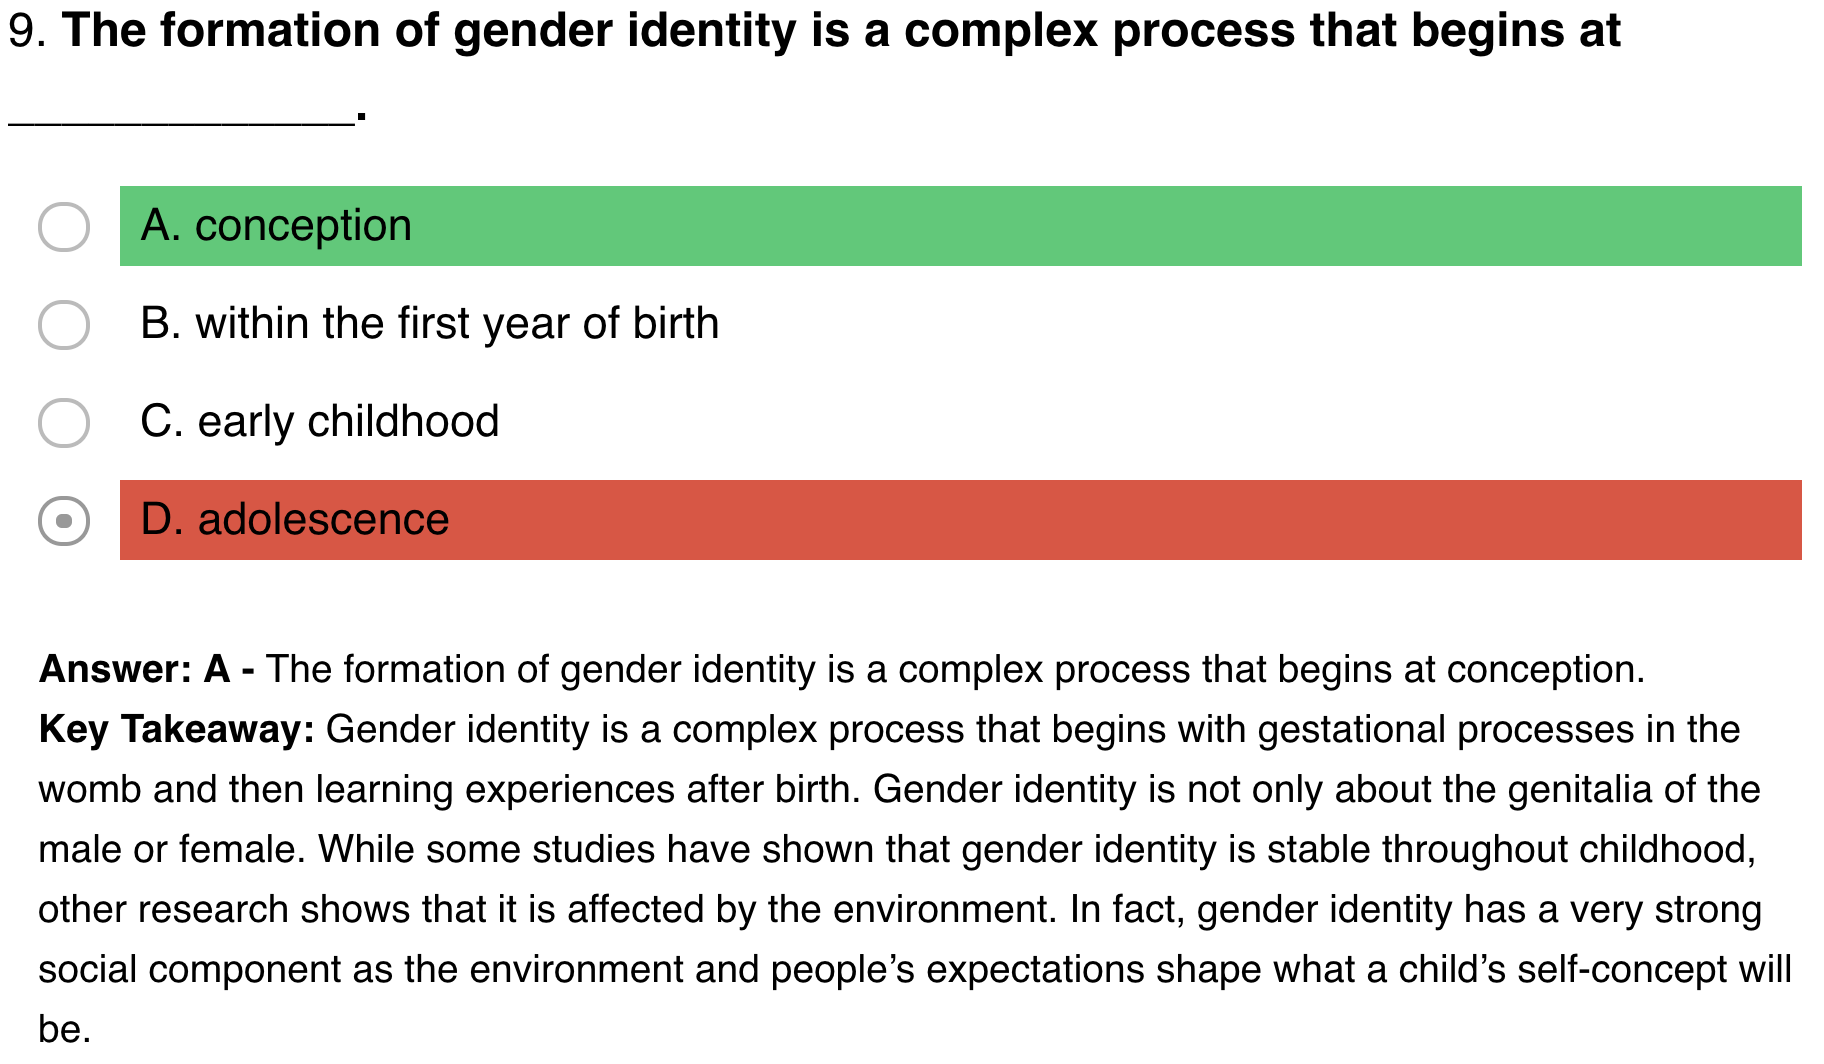 9. The formation of gender identity is a complex process that begins at
_____________.
A. conception
B. within the first year of birth
C. early childhood
D. adolescence
Answer: A - The formation of gender identity is a complex process that begins at conception.
Key Takeaway: Gender identity is a complex process that begins with gestational processes in the
womb and then learning experiences after birth. Gender identity is not only about the genitalia of the
male or female. While some studies have shown that gender identity is stable throughout childhood,
other research shows that it is affected by the environment. In fact, gender identity has a very strong
social component as the environment and people’s expectations shape what a child’s self-concept will
be.